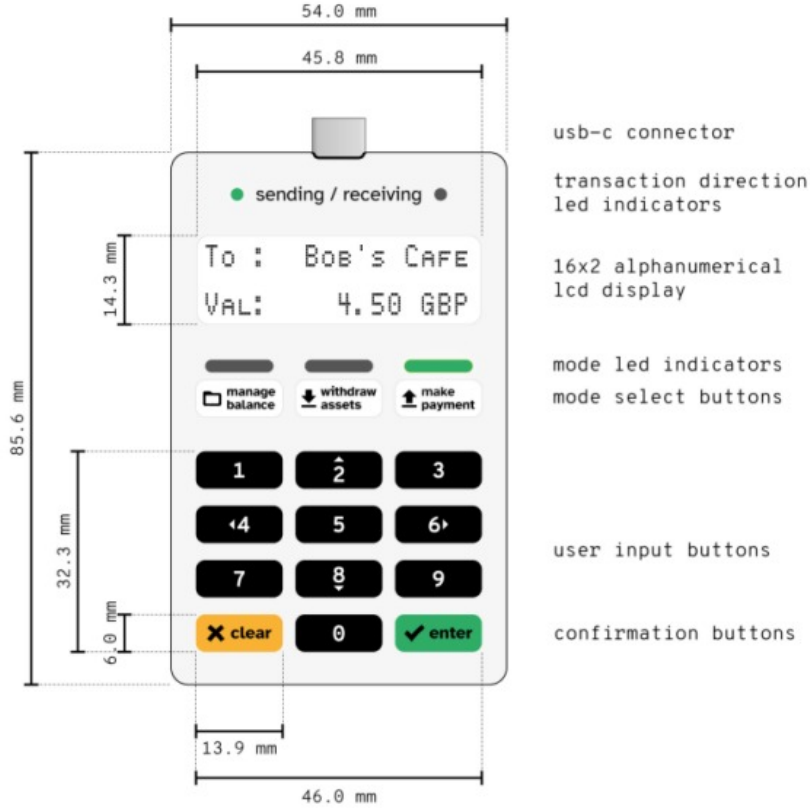 54.0 mm
45.8 mm
usb-c connector
sending / receiving
transaction direction
led indicators
14.3 mm
To : Bob's Cafe
Val: 4.50 GBP
16x2 alphanumerical
lcd display
mode led indicators
manage
balance
withdraw
assets
make
payment
mode select buttons
85.6 mm
32.3 mm
1 2 3
4 5 6
7 8 9
user input buttons
6.0 mm
clear 0 enter
confirmation buttons
13.9 mm
46.0 mm